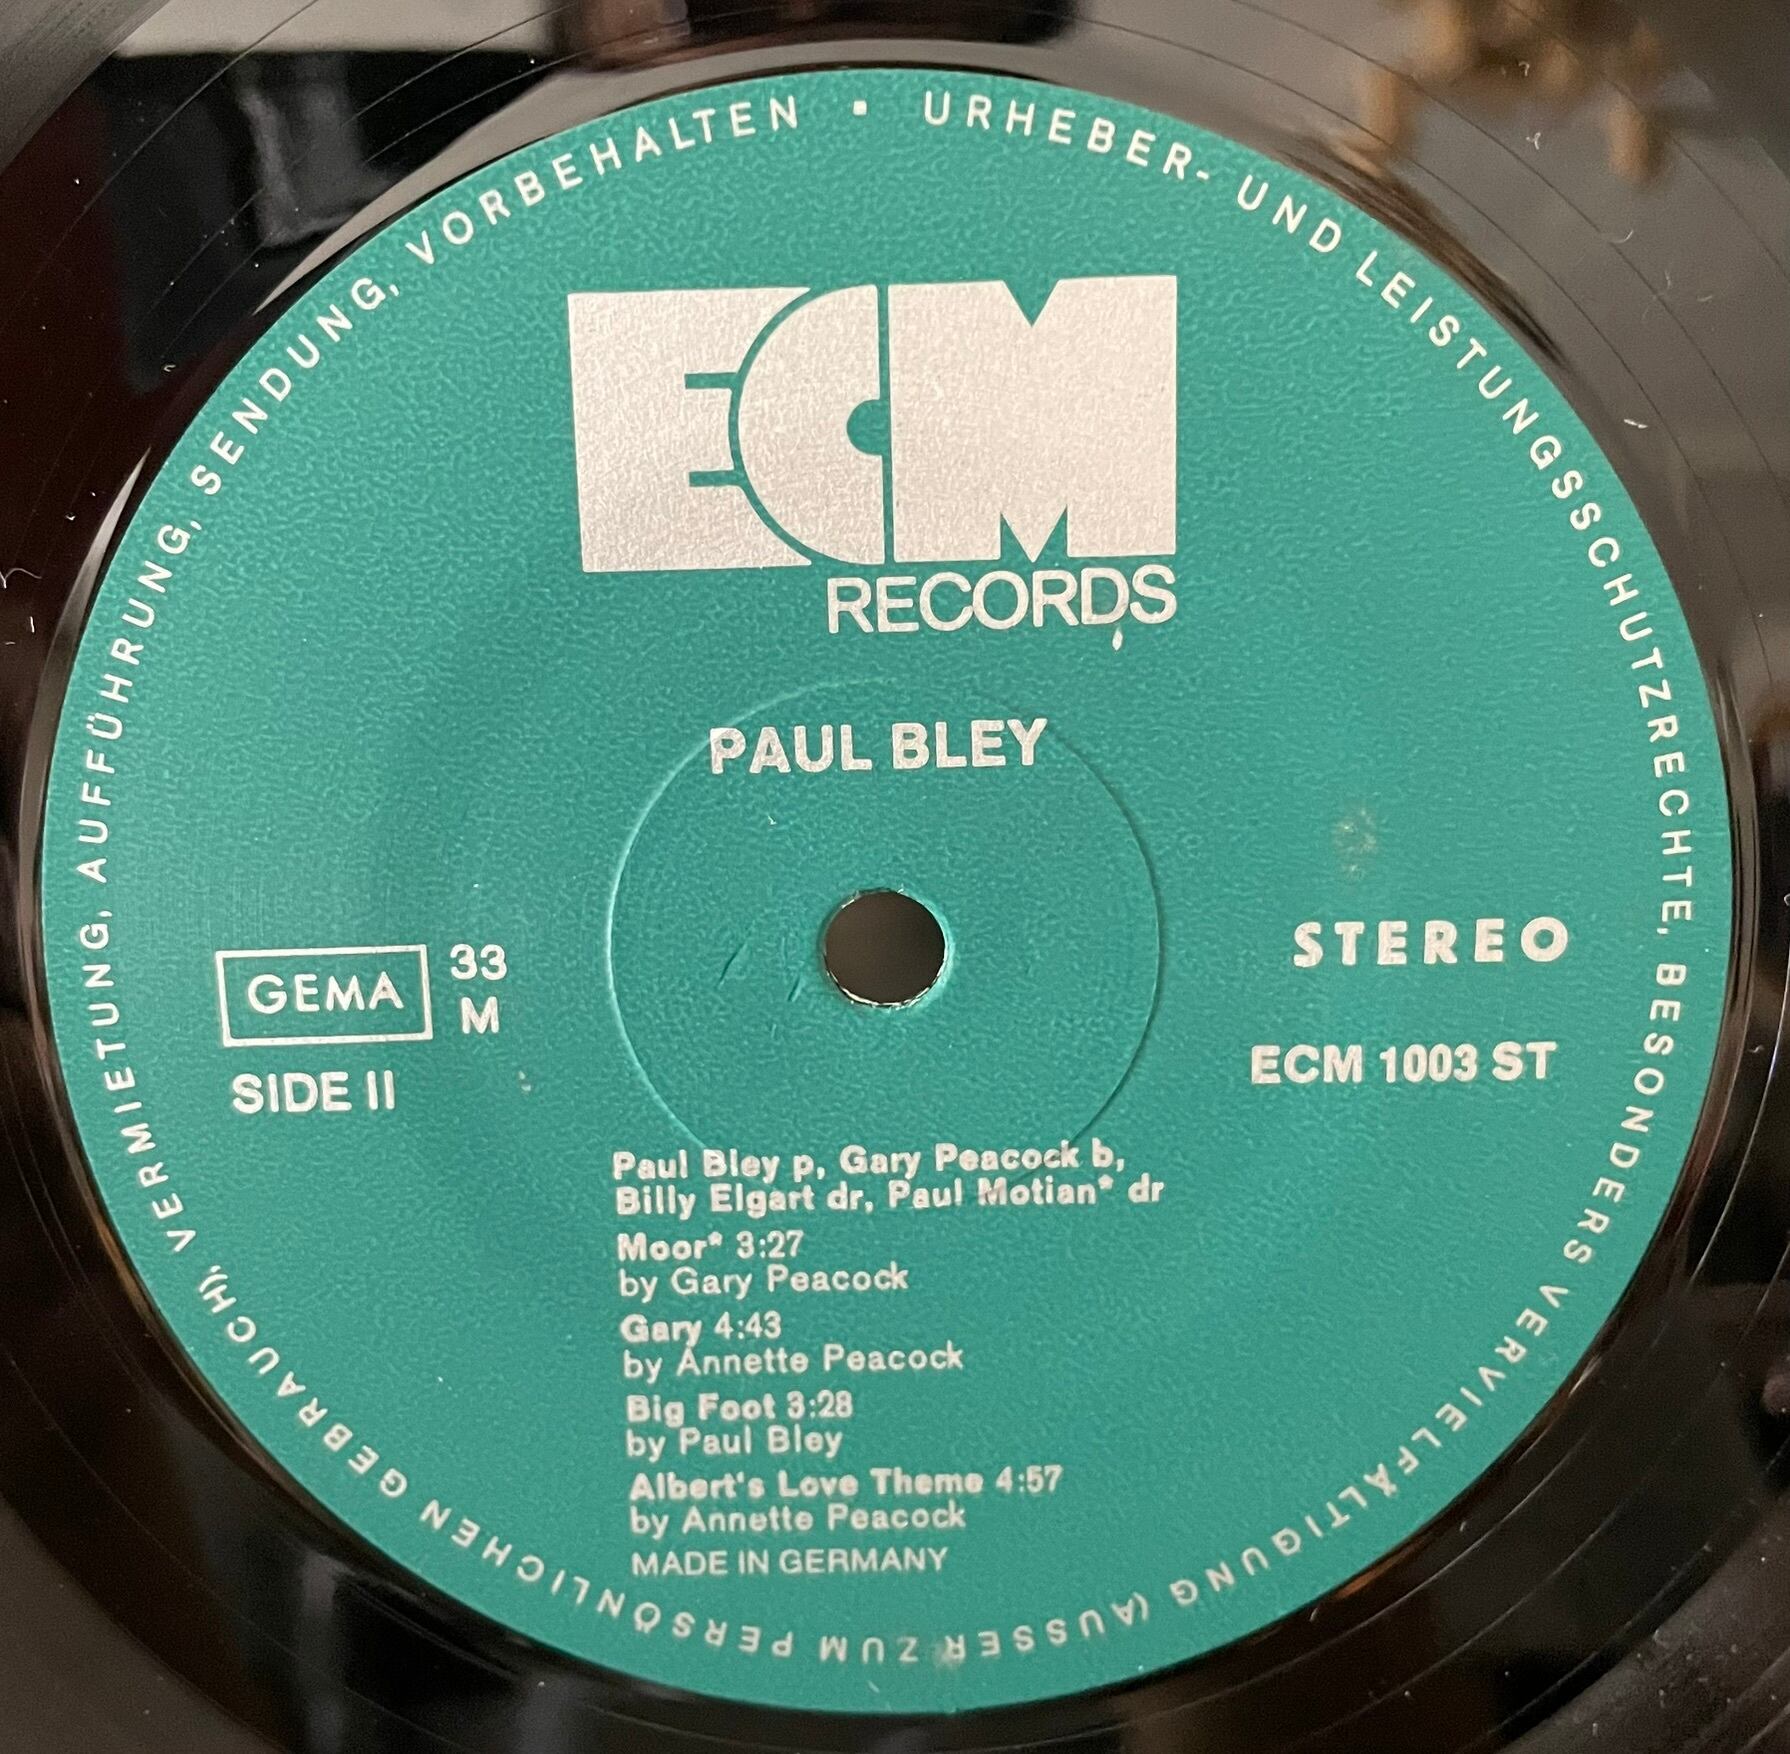 URHEBER- UND LEISTUNGSSCHUTZRECHTE, BESONDERS VERVIELFÄLTIGUNG (AUSSER ZUM PERSÖNLICHEN GEBRAUCH), VERMIETUNG, AUFFÜHRUNG, SENDUNG, VORBEHALTEN ▪
ECM
RECORDS
PAUL BLEY
GEMA
33
M
SIDE II
STEREO
ECM 1003 ST
Paul Bley p, Gary Peacock b,
Billy Elgart dr, Paul Motian* dr
Moor* 3:27
by Gary Peacock
Gary 4:43
by Annette Peacock
Big Foot 3:28
by Paul Bley
Albert's Love Theme 4:57
by Annette Peacock
MADE IN GERMANY